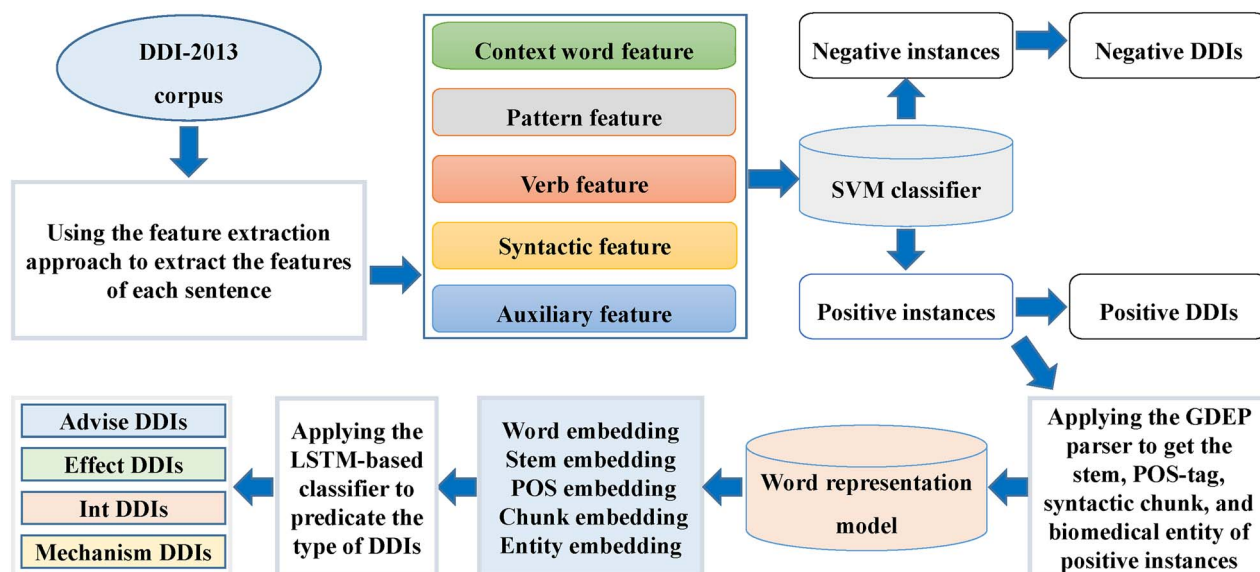 DDI-2013
corpus
Using the feature extraction
approach to extract the features
of each sentence
Context word feature
Pattern feature
Verb feature
Syntactic feature
Auxiliary feature
Negative instances
Negative DDIs
SVM classifier
Positive instances
Positive DDIs
Applying the GDEP
parser to get the
stem, POS-tag,
syntactic chunk, and
biomedical entity of
positive instances
Word representation
model
Word embedding
Stem embedding
POS embedding
Chunk embedding
Entity embedding
Applying the
LSTM-based
classifier to
predicate the
type of DDIs
Advise DDIs
Effect DDIs
Int DDIs
Mechanism DDIs